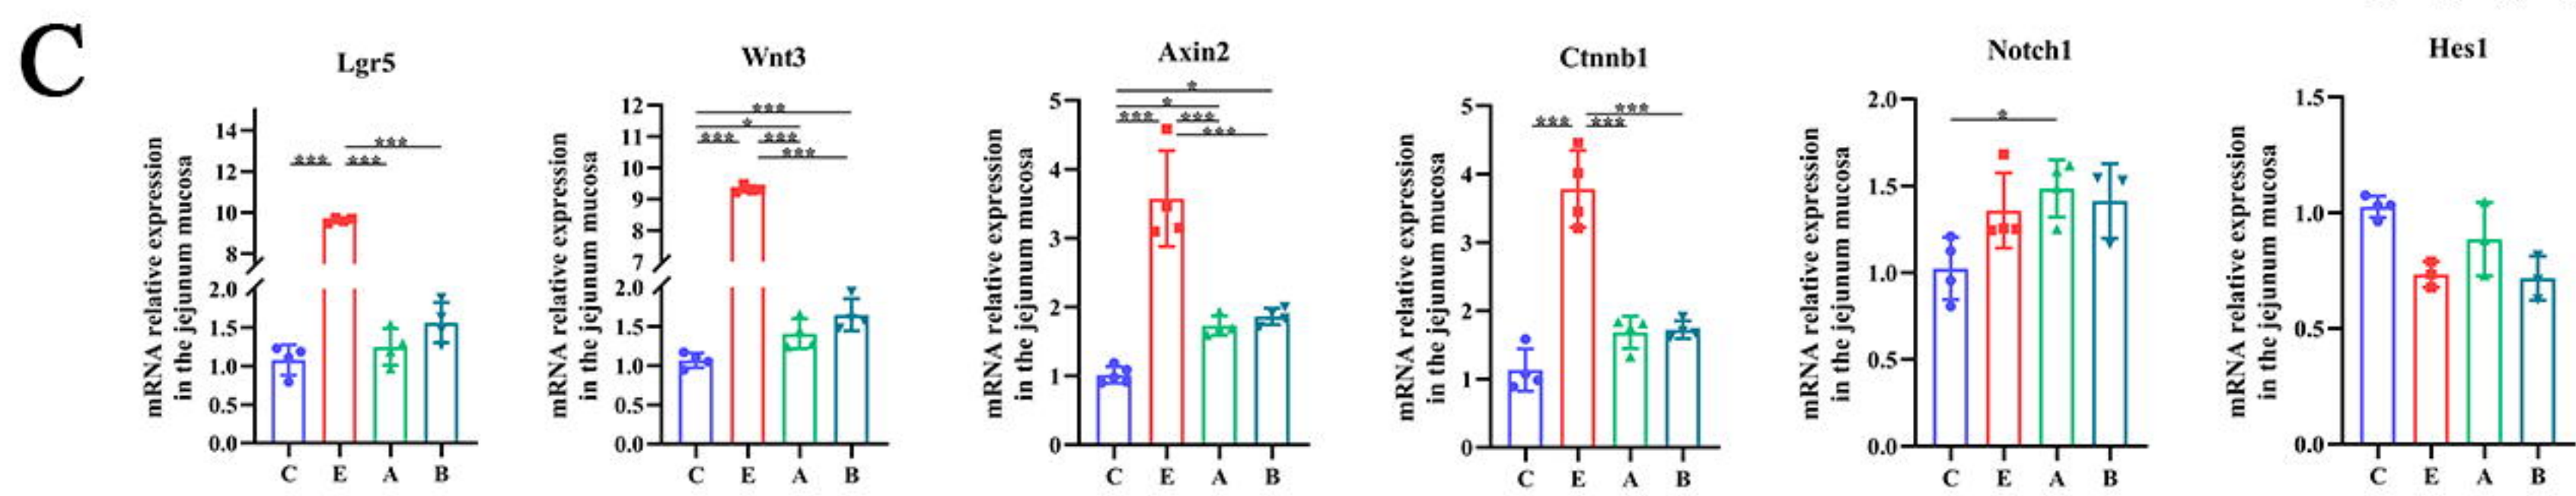 C
Lgr5
mRNA relative expression
in the jejunum mucosa
14
12
10
8
2.0
1.5
1.0
0.5
0.0
***
***
***
C E A B
Wnt3
mRNA relative expression
in the jejunum mucosa
12
11
10
9
8
7
2.0
1.5
1.0
0.5
0.0
***
*
***
***
***
C E A B
Axin2
mRNA relative expression
in the jejunum mucosa
5
4
3
2
1
0
*
*
***
***
***
C E A B
Ctnnb1
mRNA relative expression
in the jejunum mucosa
5
4
3
2
1
0
***
***
***
C E A B
Notch1
mRNA relative expression
in the jejunum mucosa
2.0
1.5
1.0
0.5
0.0
*
C E A B
Hes1
mRNA relative expression
in the jejunum mucosa
1.5
1.0
0.5
0.0
C E A B